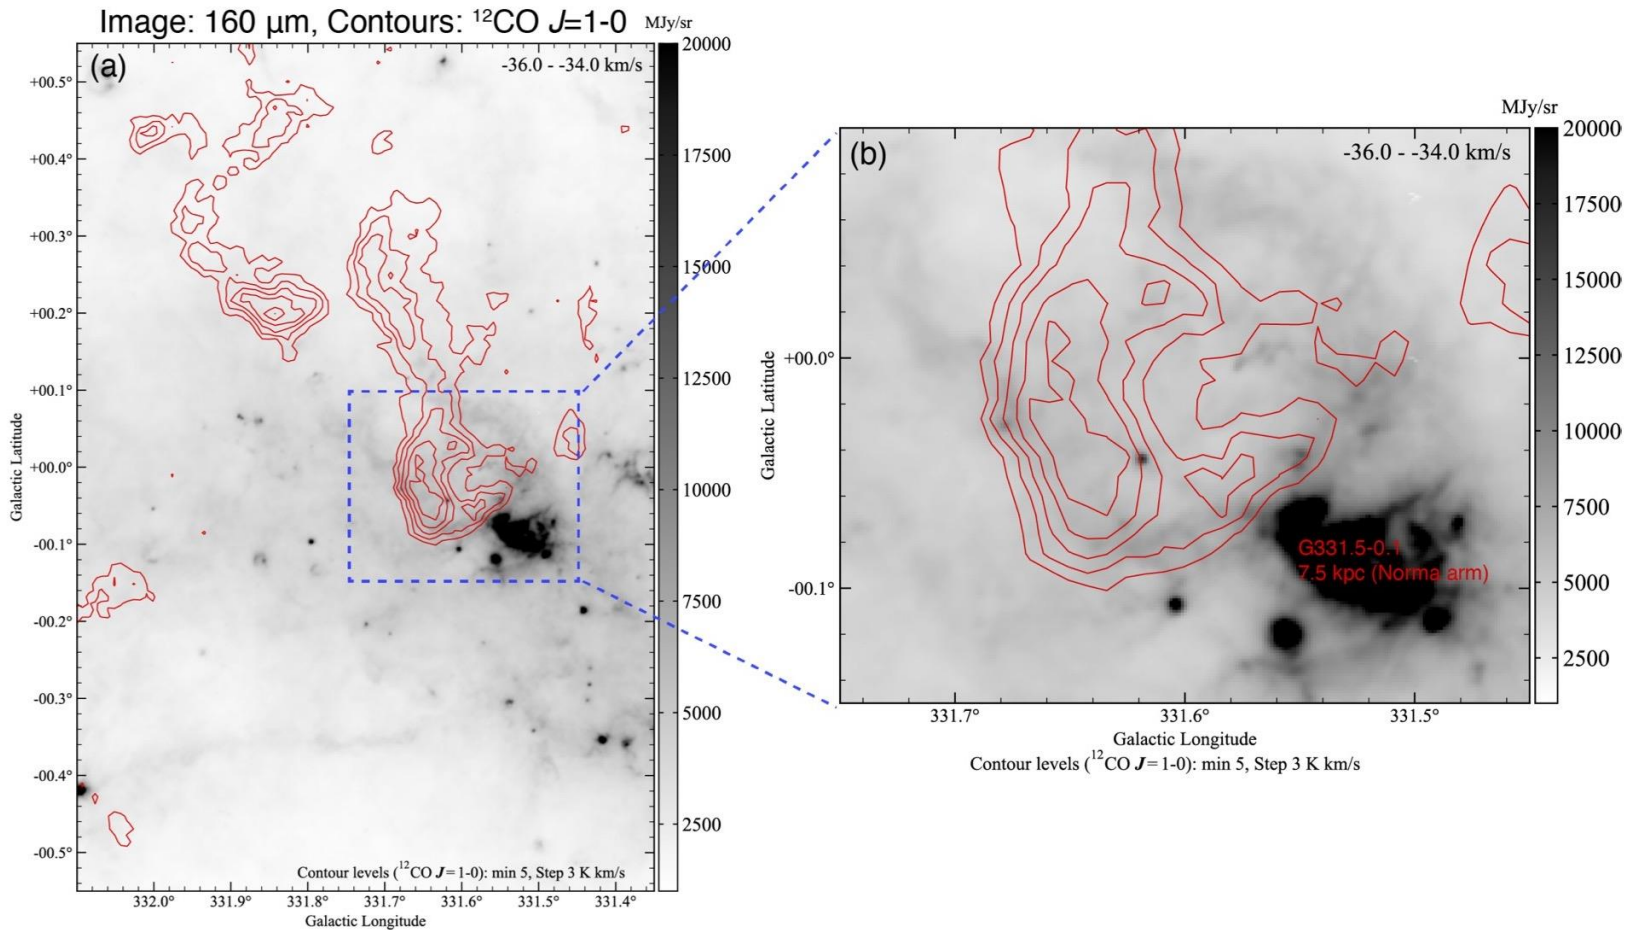 Image: 160 μm, Contours: ¹²CO J=1-0
MJy/sr
(a)
-36.0 - -34.0 km/s
+00.5°
+00.4°
+00.3°
+00.2°
+00.1°
+00.0°
-00.1°
-00.2°
-00.3°
-00.4°
-00.5°
Galactic Latitude
332.0°
331.9°
331.8°
331.7°
331.6°
331.5°
331.4°
Galactic Longitude
Contour levels (¹²CO J=1-0): min 5, Step 3 K km/s
20000
17500
15000
12500
10000
7500
5000
2500
MJy/sr
(b)
-36.0 - -34.0 km/s
+00.0°
-00.1°
Galactic Latitude
G331.5-0.1
7.5 kpc (Norma arm)
331.7°
331.6°
331.5°
Galactic Longitude
Contour levels (¹²CO J=1-0): min 5, Step 3 K km/s
20000
17500
15000
12500
10000
7500
5000
2500